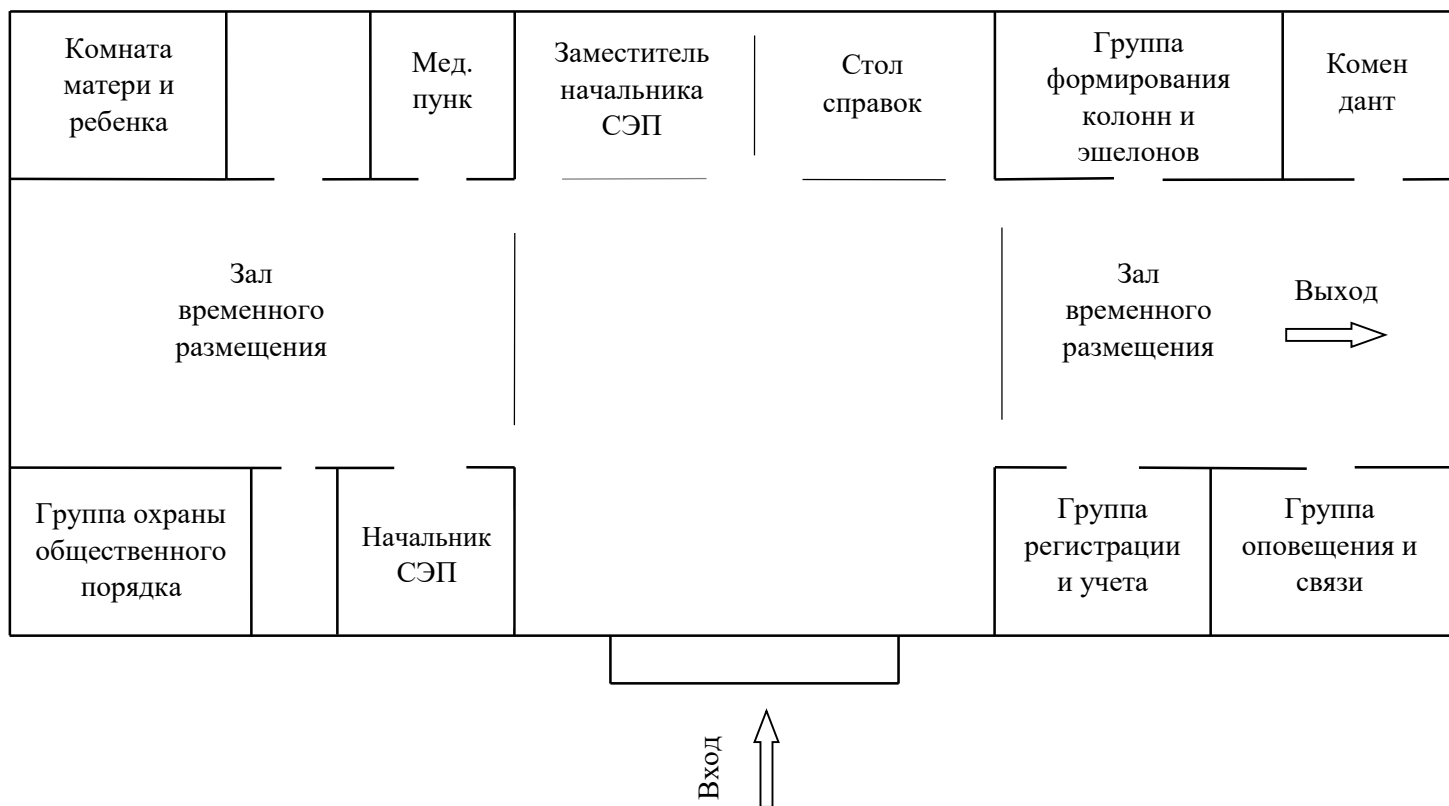 Комната
матери и
ребенка
Мед.
пунк
Заместитель
начальника
СЭП
Стол
справок
Группа
формирования
колонн и
эшелонов
Комен
дант
Зал
временного
размещения
Зал
временного
размещения
Выход
Группа охраны
общественного
порядка
Начальник
СЭП
Группа
регистрации
и учета
Группа
оповещения и
связи
Вход